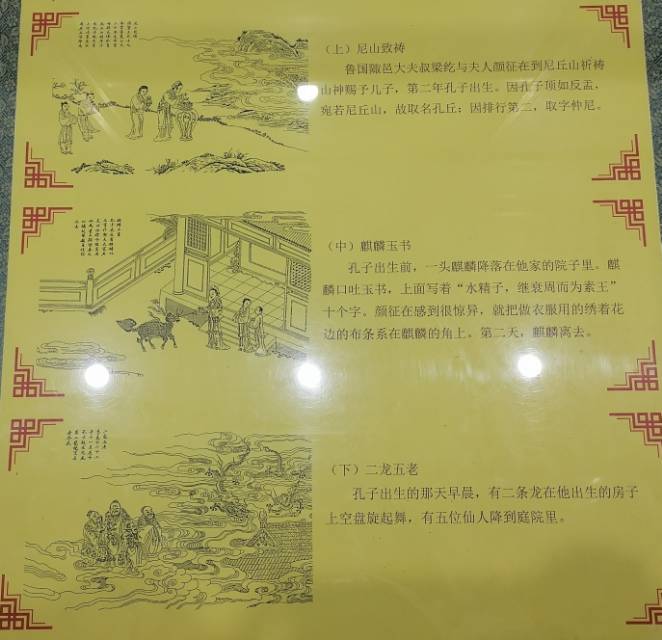 （上）尼山致祷
鲁国陬邑大夫叔梁纥与夫人颜征在到尼丘山祈祷
山神赐予儿子，第二年孔子出生。因孔子顶如反盂，
宛若尼丘山，故取名孔丘；因排行第二，取字仲尼。
（中）麒麟玉书
孔子出生前，一头麒麟降落在他家的院子里。麒
麟口吐玉书，上面写着“水精子，继衰周而为素王”
十个字。颜征在感到很惊异，就把做衣服用的绣着花
边的布条系在麒麟的角上。第二天，麒麟离去。
（下）二龙五老
孔子出生的那天早晨，有二条龙在他出生的房子
上空盘旋起舞，有五位仙人降到庭院里。